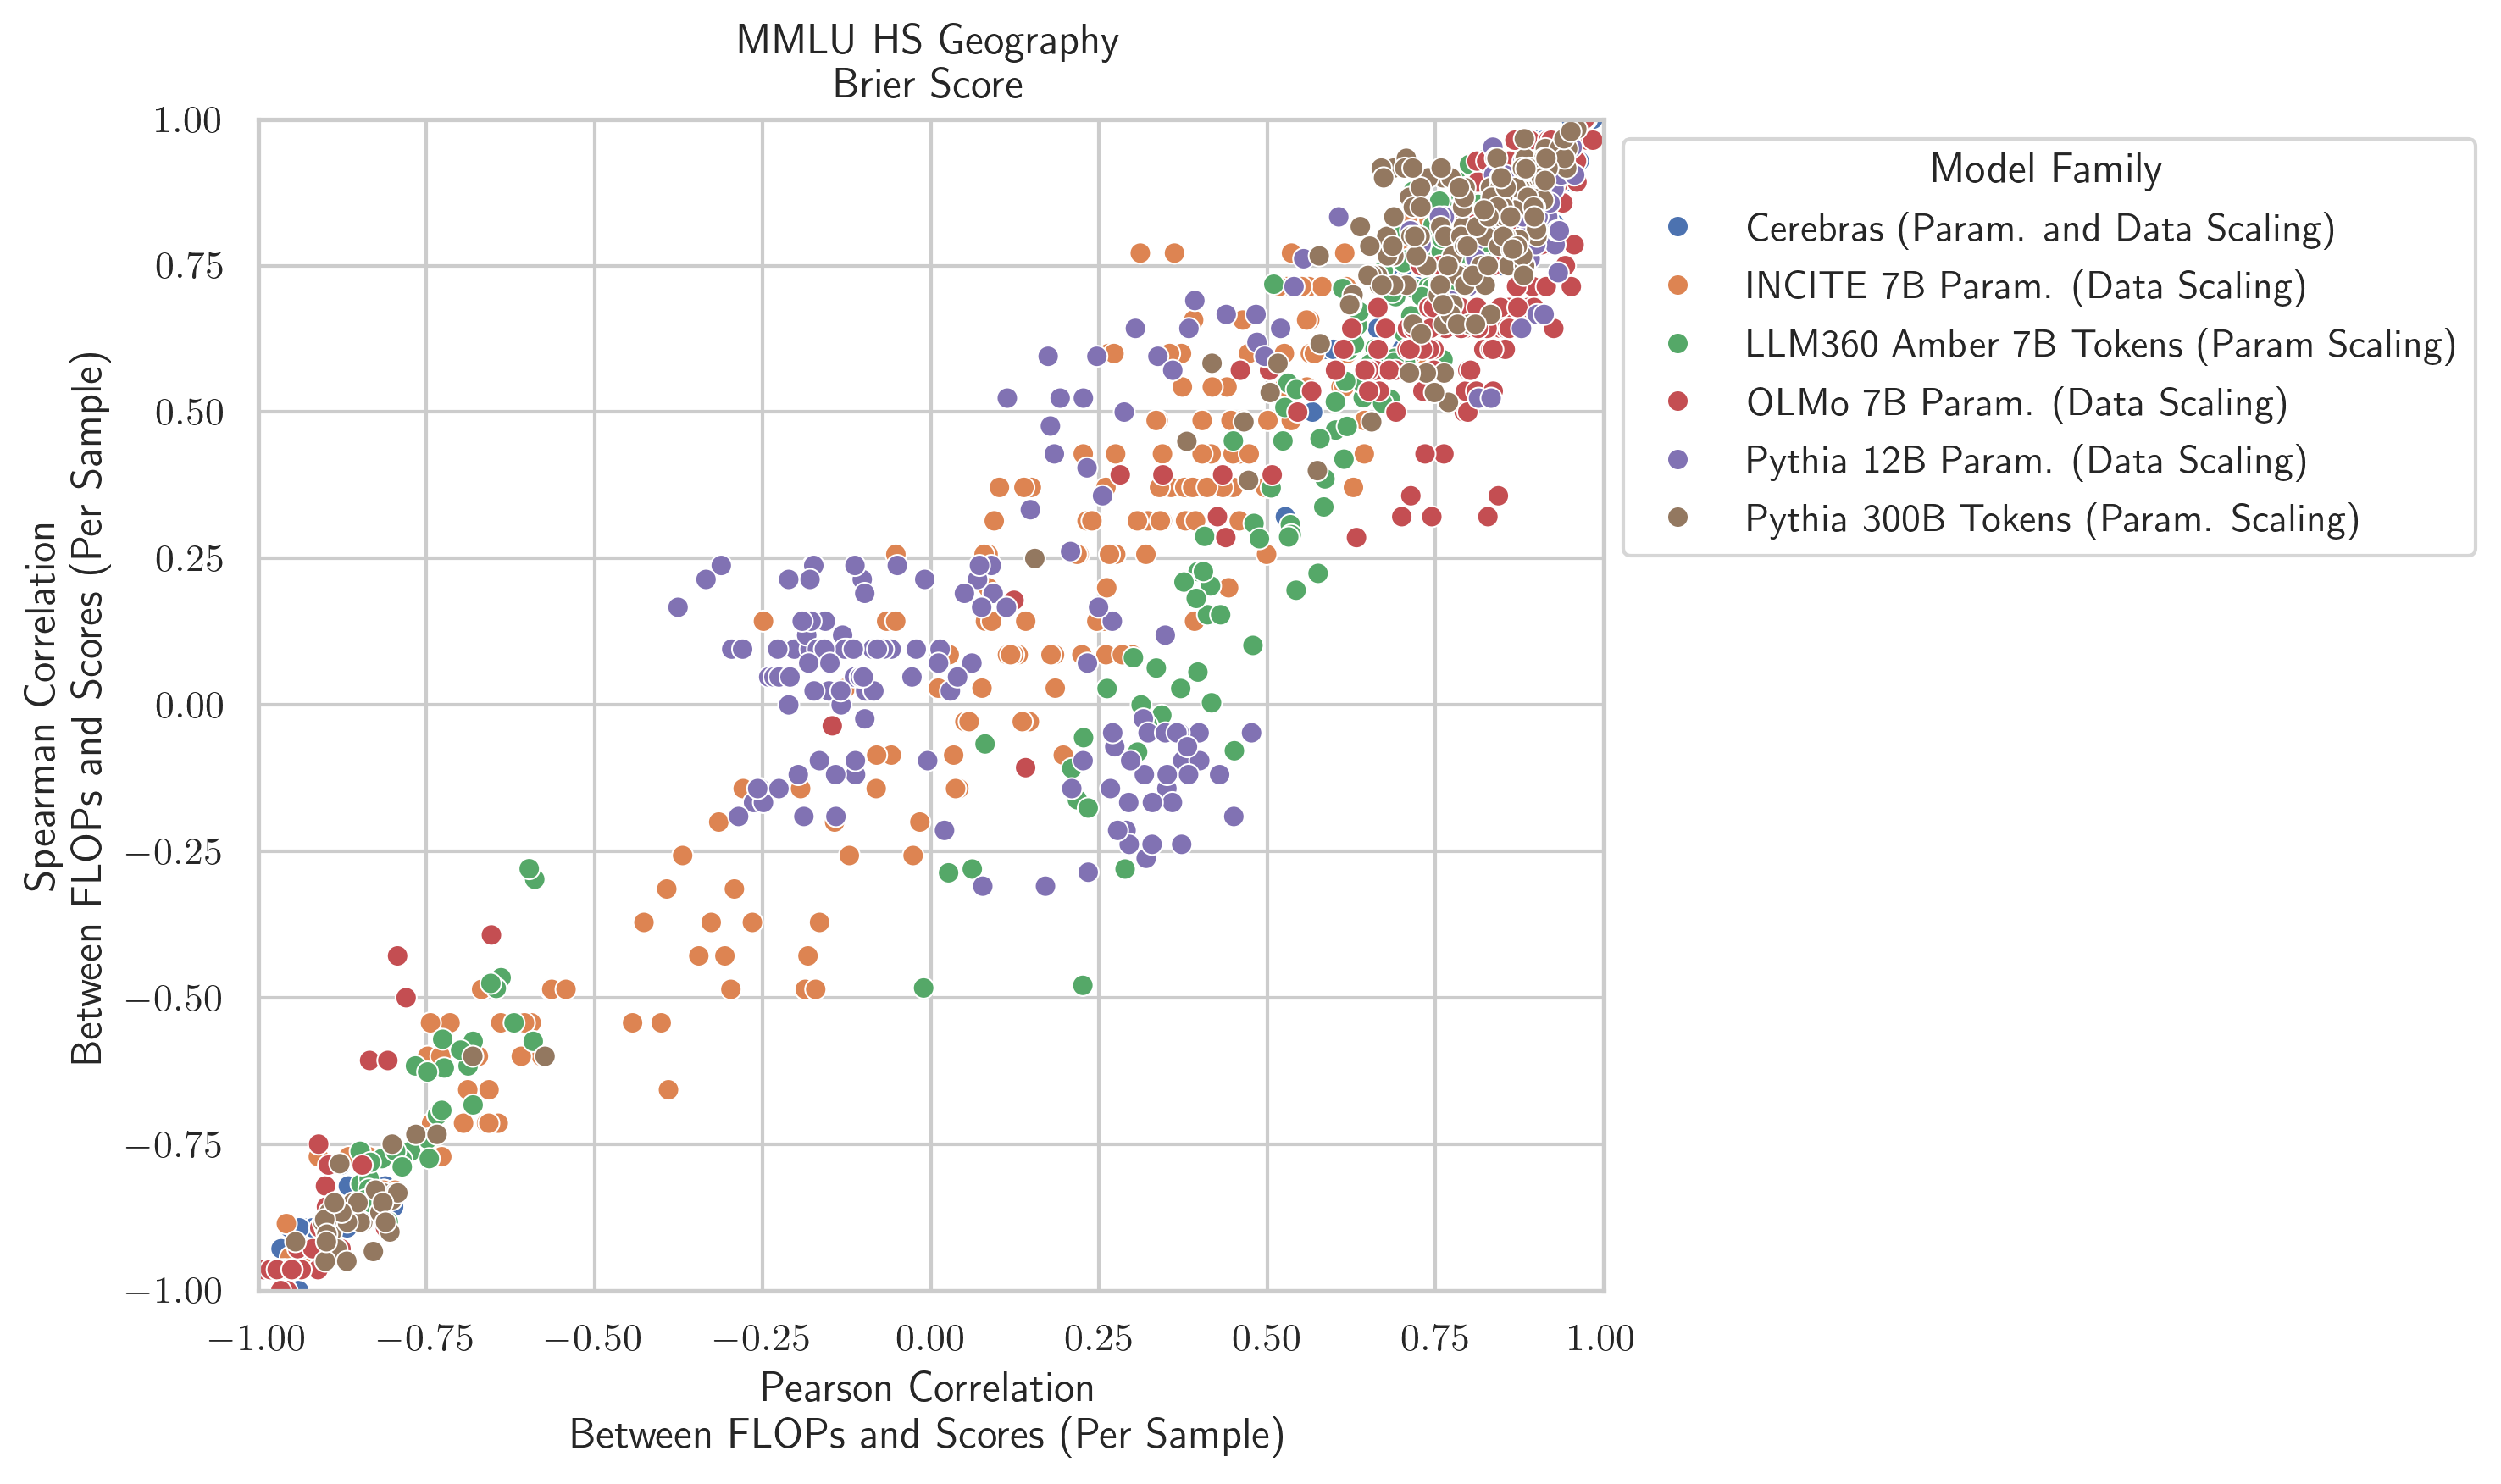 MMLU HS Geography
Brier Score
Spearman Correlation
Between FLOPs and Scores (Per Sample)
1.00
0.75
0.50
0.25
0.00
−0.25
−0.50
−0.75
−1.00
−1.00 −0.75 −0.50 −0.25 0.00 0.25 0.50 0.75 1.00
Pearson Correlation
Between FLOPs and Scores (Per Sample)
Model Family
Cerebras (Param. and Data Scaling)
INCITE 7B Param. (Data Scaling)
LLM360 Amber 7B Tokens (Param Scaling)
OLMo 7B Param. (Data Scaling)
Pythia 12B Param. (Data Scaling)
Pythia 300B Tokens (Param. Scaling)